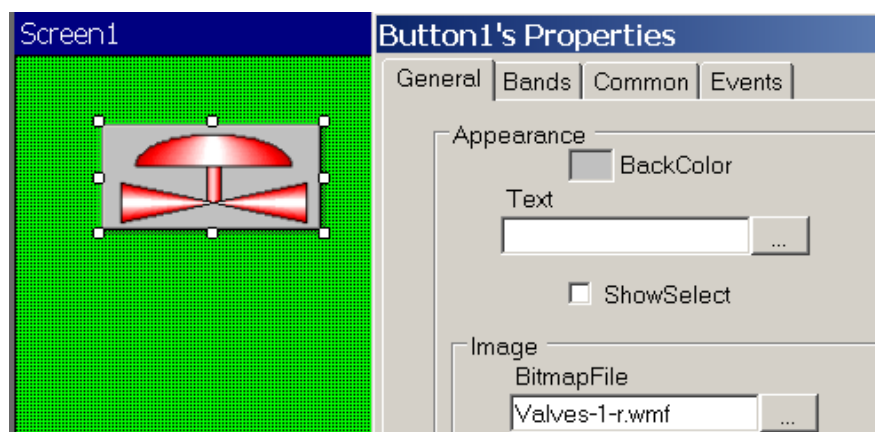 Screen1
Button1's Properties
General Bands Common Events
Appearance
BackColor
Text
...
ShowSelect
Image
BitmapFile
Valves-1-r.wmf ...